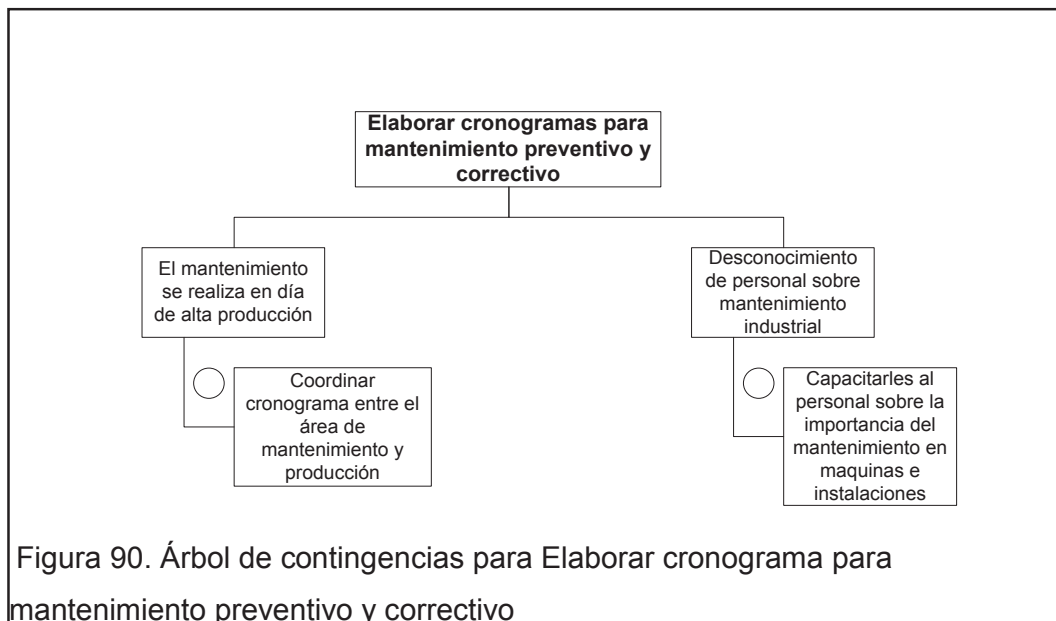 Elaborar cronogramas para
mantenimiento preventivo y
correctivo
El mantenimiento
se realiza en día
de alta producción
Coordinar
cronograma entre el
área de
mantenimiento y
producción
Desconocimiento
de personal sobre
mantenimiento
industrial
Capacitarles al
personal sobre la
importancia del
mantenimiento en
maquinas e
instalaciones
Figura 90. Árbol de contingencias para Elaborar cronograma para
mantenimiento preventivo y correctivo